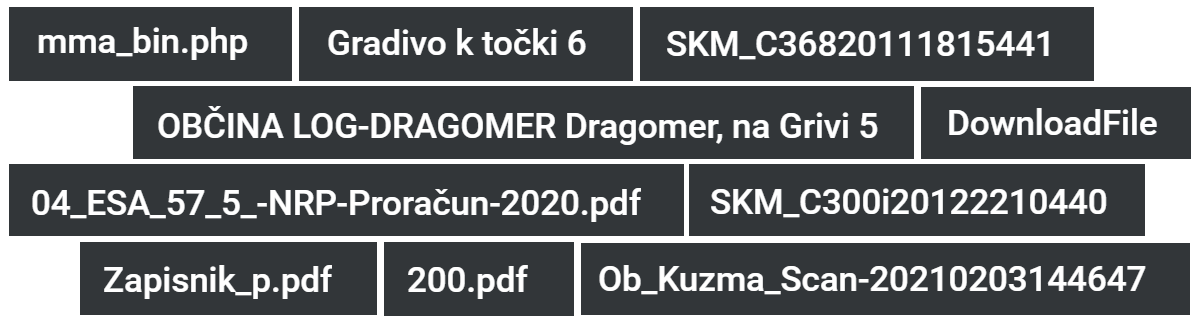 mma_bin.php
Gradivo k točki 6
SKM_C36820111815441
OBČINA LOG-DRAGOMER Dragomer, na Grivi 5
DownloadFile
04_ESA_57_5_-NRP-Proračun-2020.pdf
SKM_C300i20122210440
Zapisnik_p.pdf
200.pdf
Ob_Kuzma_Scan-20210203144647